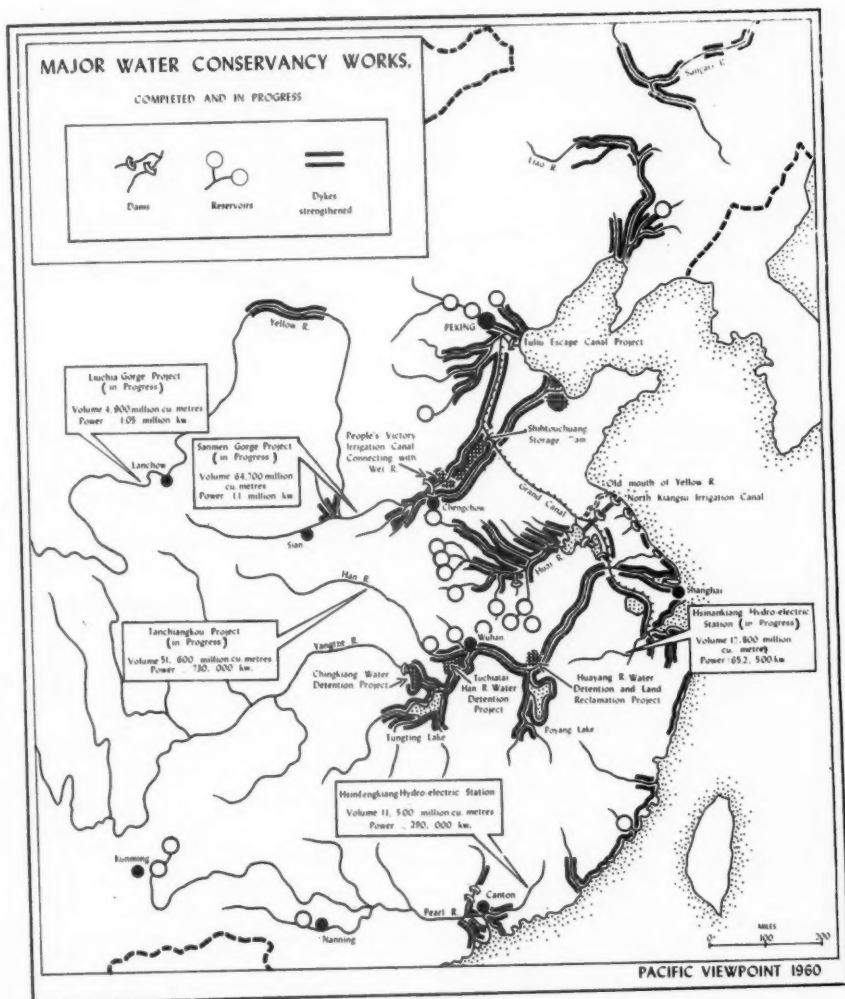 MAJOR WATER CONSERVANCY WORKS.
COMPLETED AND IN PROGRESS
Dams
Reservoirs
Dykes
strengthened
Sungari R.
Liao R.
Yellow R.
PEKING
Tuliu Escape Canal Project
Liuchia Gorge Project
(in Progress)
Volume 4,900 million cu. metres
Power 1.05 million kw.
Lanchow
Sanmen Gorge Project
(in Progress)
Volume 64,700 million
cu. metres
Power 1.1 million kw.
People's Victory
Irrigation Canal
Connecting with
Wei R.
Shihtouchuang
Storage Dam
Grand Canal
Old mouth of Yellow R.
North Kiangsu Irrigation Canal
Chengchow
Sian
Han R.
Huai R.
Shanghai
Hsinankiang Hydro-electric
Station (in Progress)
Volume 17,800 million
cu. metres
Power 652,500 kw
Tanchiangkou Project
(in Progress)
Volume 51,600 million cu. metres
Power 730,000 kw.
Yangtze R.
Wuhan
Chingkiang Water
Detention Project
Tuchiatai
Han R. Water
Detention
Project
Huayang R. Water
Detention and Land
Reclamation Project
Tungting Lake
Poyang Lake
Hsinfengkiang Hydro-electric Station
Volume 11,500 million cu. metres
Power 290,000 kw.
Kunming
Canton
Pearl R.
Nanning
MILES
0 100 200
PACIFIC VIEWPOINT 1960